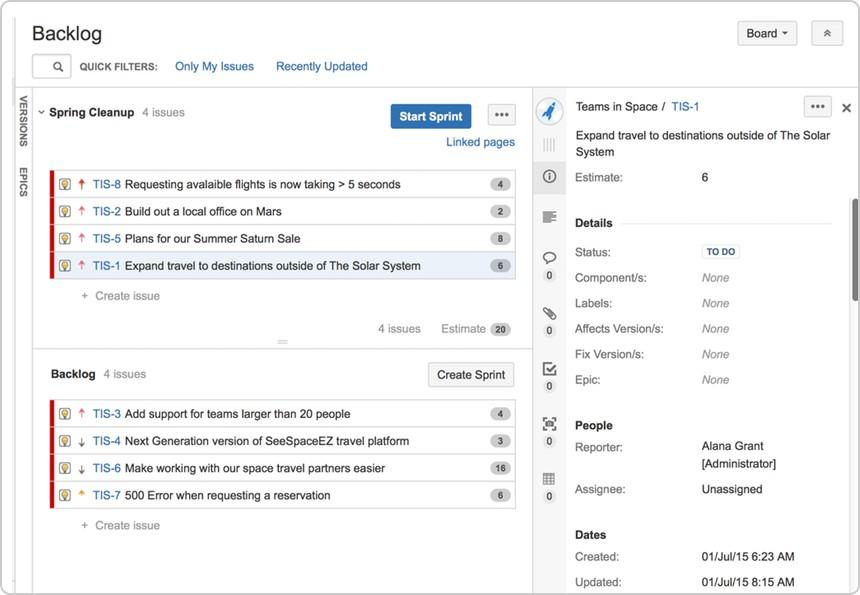 Backlog
Board
QUICK FILTERS: Only My Issues Recently Updated
VERSIONS
EPICS
Spring Cleanup 4 issues
Start Sprint
Linked pages
TIS-8 Requesting avalaible flights is now taking > 5 seconds 4
TIS-2 Build out a local office on Mars 2
TIS-5 Plans for our Summer Saturn Sale 8
TIS-1 Expand travel to destinations outside of The Solar System 6
+ Create issue
4 issues Estimate 20
Backlog 4 issues
Create Sprint
TIS-3 Add support for teams larger than 20 people 4
TIS-4 Next Generation version of SeeSpaceEZ travel platform 3
TIS-6 Make working with our space travel partners easier 16
TIS-7 500 Error when requesting a reservation 6
+ Create issue
0
0
0
0
0
Teams in Space / TIS-1
Expand travel to destinations outside of The Solar
System
Estimate: 6
Details
Status: TO DO
Component/s: None
Labels: None
Affects Version/s: None
Fix Version/s: None
Epic: None
People
Reporter: Alana Grant
[Administrator]
Assignee: Unassigned
Dates
Created: 01/Jul/15 6:23 AM
Updated: 01/Jul/15 8:15 AM